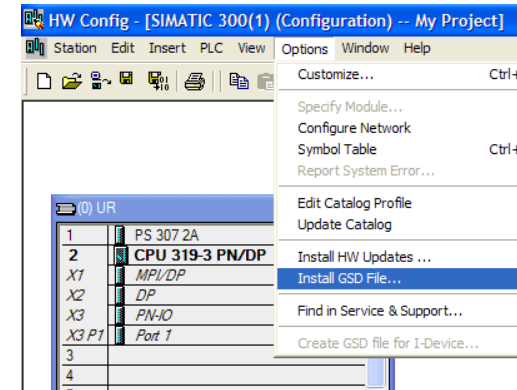 HW Config - [SIMATIC 300(1) (Configuration) -- My Project]
Station Edit Insert PLC View Options Window Help
Customize... Ctrl+
Specify Module...
Configure Network
Symbol Table Ctrl+
Report System Error...
Edit Catalog Profile
Update Catalog
Install HW Updates ...
Install GSD File...
Find in Service & Support...
Create GSD file for I-Device...
(0) UR
1 PS 307 2A
2 CPU 319-3 PN/DP
X1 MPI/DP
X2 DP
X3 PN-IO
X3 P1 Port 1
3
4